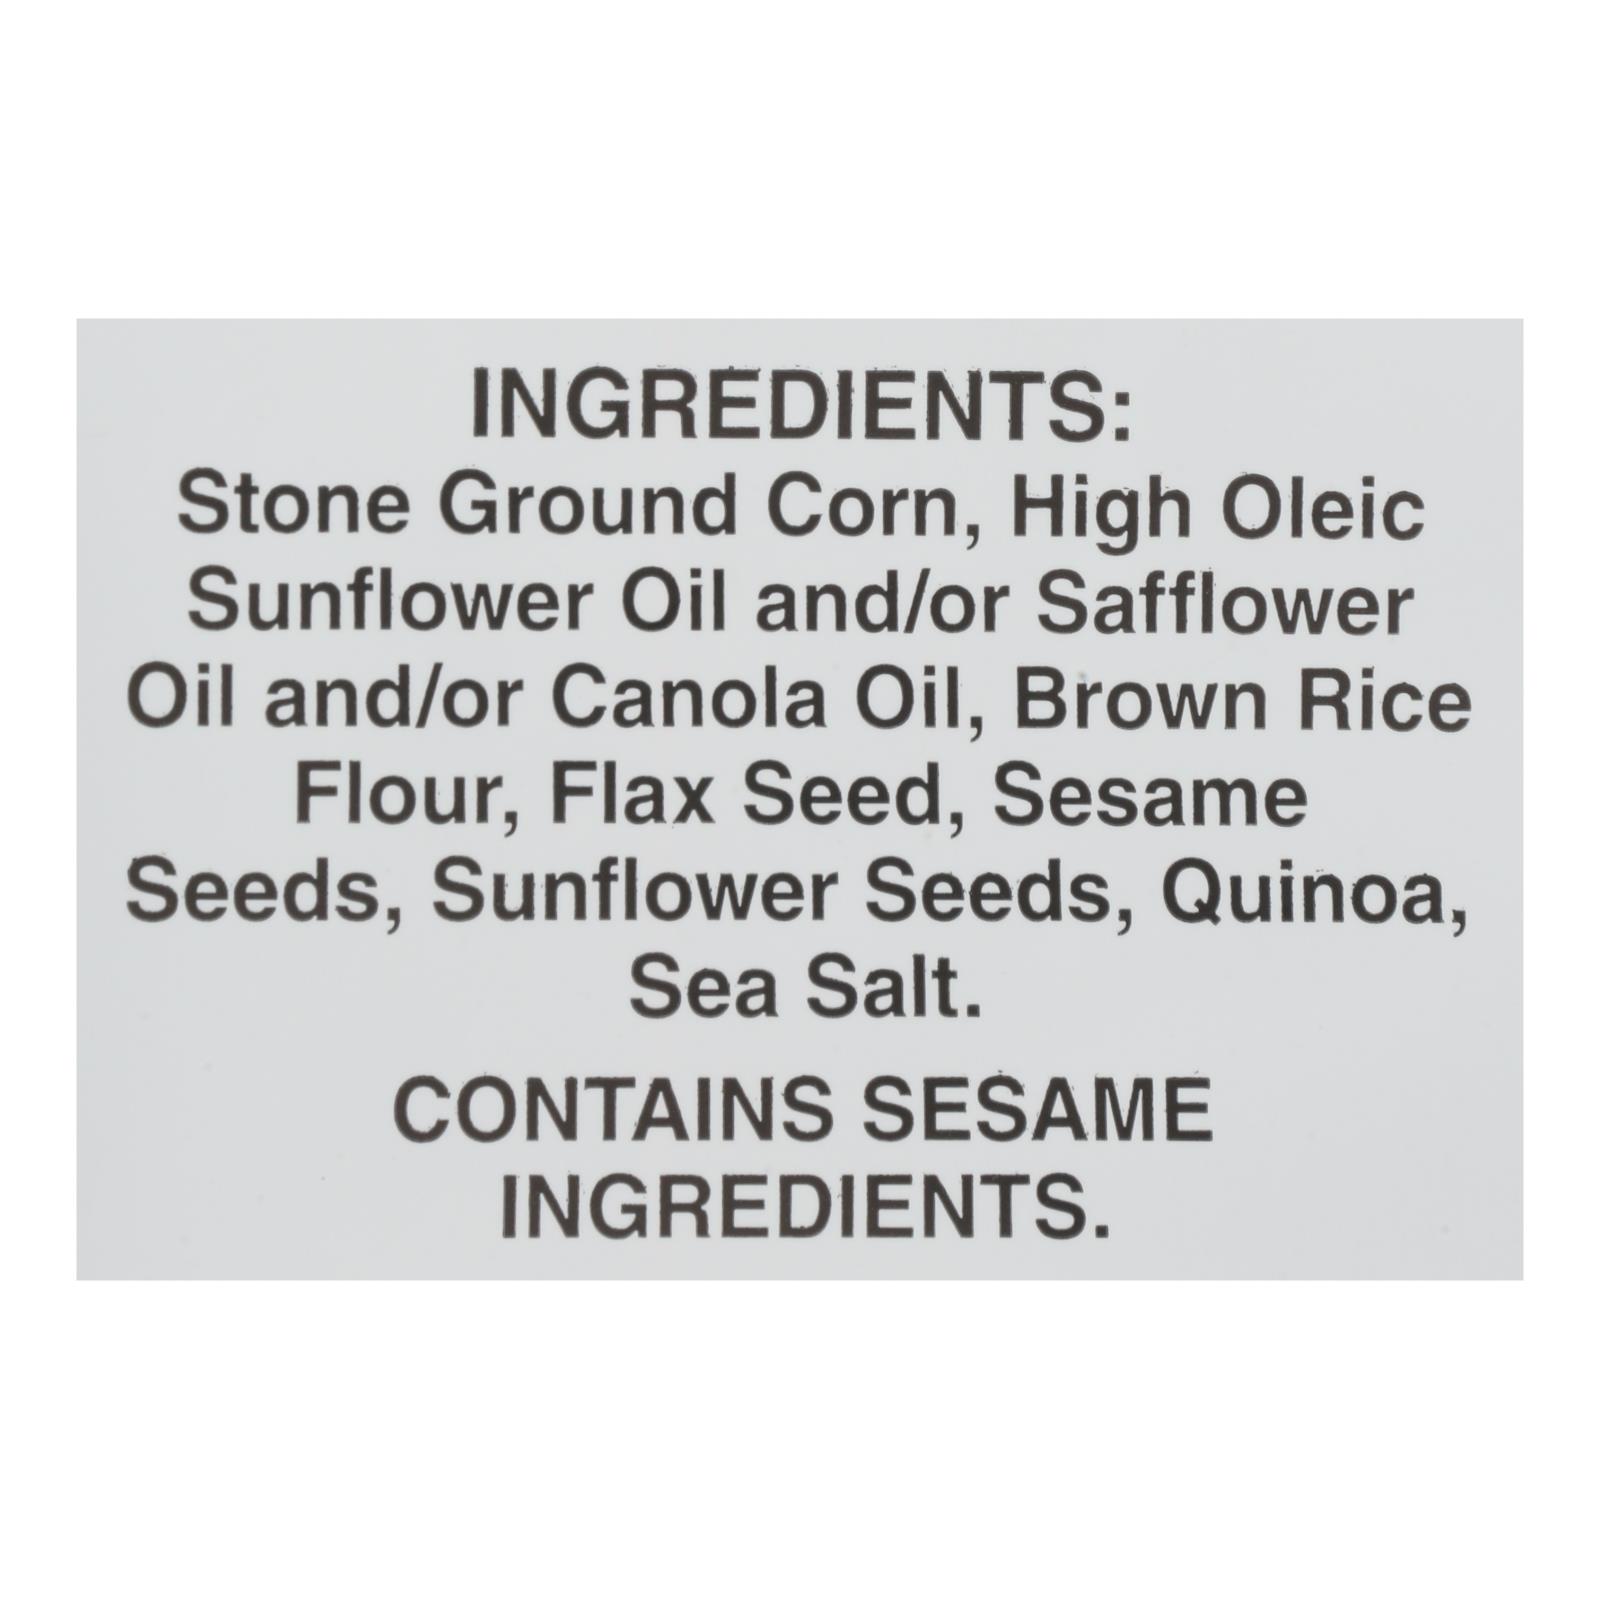 INGREDIENTS:
Stone Ground Corn, High Oleic
Sunflower Oil and/or Safflower
Oil and/or Canola Oil, Brown Rice
Flour, Flax Seed, Sesame
Seeds, Sunflower Seeds, Quinoa,
Sea Salt.
CONTAINS SESAME
INGREDIENTS.